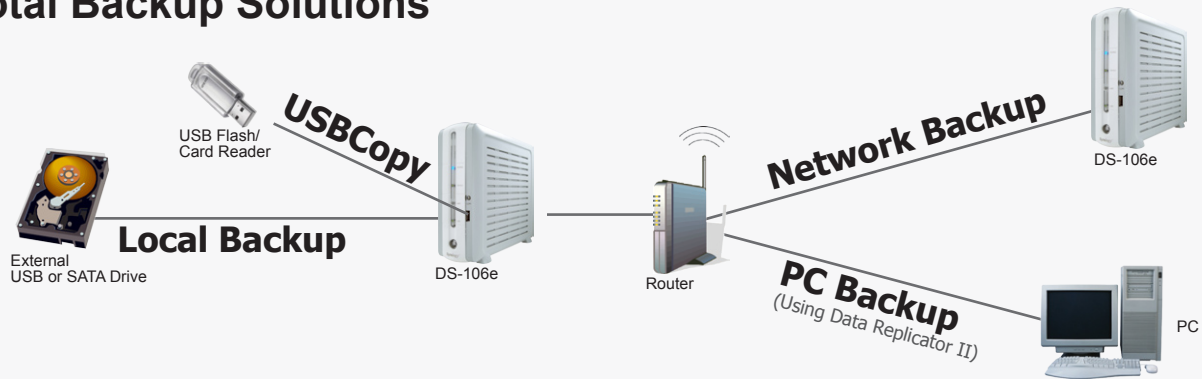 otal Backup Solutions
USB Flash/
Card Reader
USBCopy
Network Backup
DS-106e
External
USB or SATA Drive
Local Backup
DS-106e
Router
PC Backup
(Using Data Replicator II)
PC